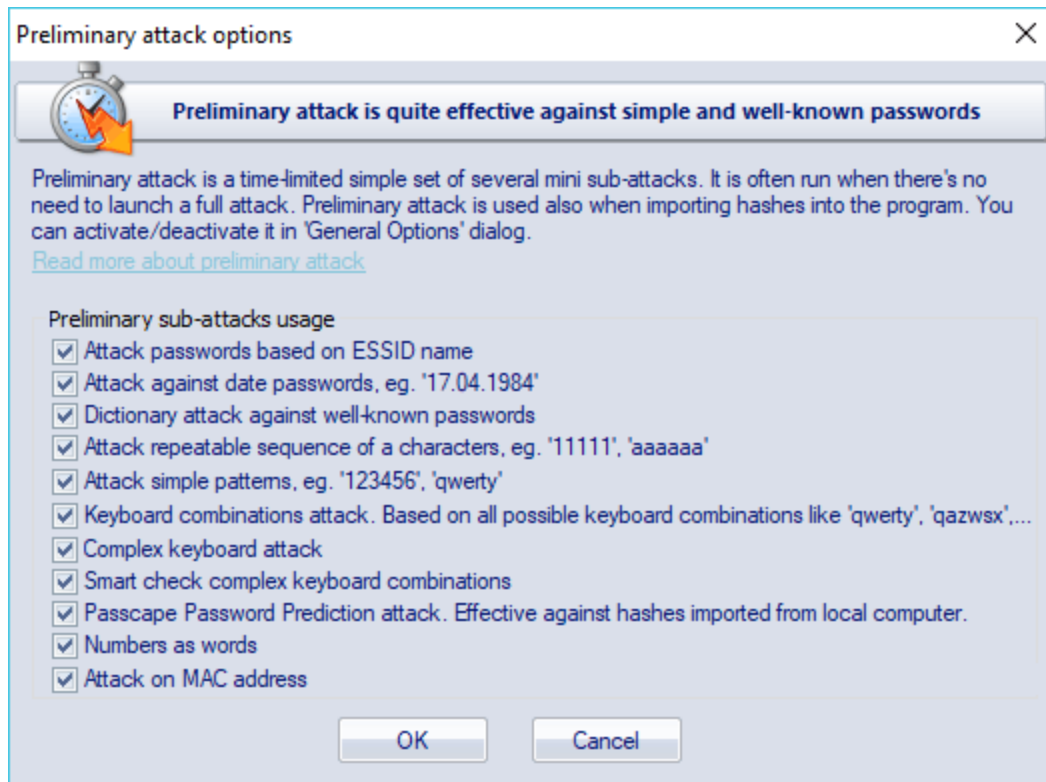 Preliminary attack options
Preliminary attack is quite effective against simple and well-known passwords
Preliminary attack is a time-limited simple set of several mini sub-attacks. It is often run when there's no
need to launch a full attack. Preliminary attack is used also when importing hashes into the program. You
can activate/deactivate it in 'General Options' dialog.
Read more about preliminary attack
Preliminary sub-attacks usage
Attack passwords based on ESSID name
Attack against date passwords, eg. '17.04.1984'
Dictionary attack against well-known passwords
Attack repeatable sequence of a characters, eg. '11111', 'aaaaaa'
Attack simple patterns, eg. '123456', 'qwerty'
Keyboard combinations attack. Based on all possible keyboard combinations like 'qwerty', 'qazwsx',...
Complex keyboard attack
Smart check complex keyboard combinations
Passcape Password Prediction attack. Effective against hashes imported from local computer.
Numbers as words
Attack on MAC address
OK Cancel